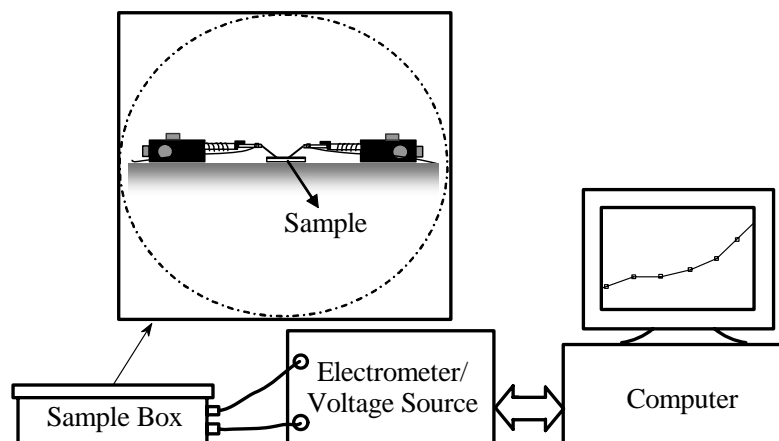 Sample
Electrometer/
Voltage Source
Sample Box
Computer